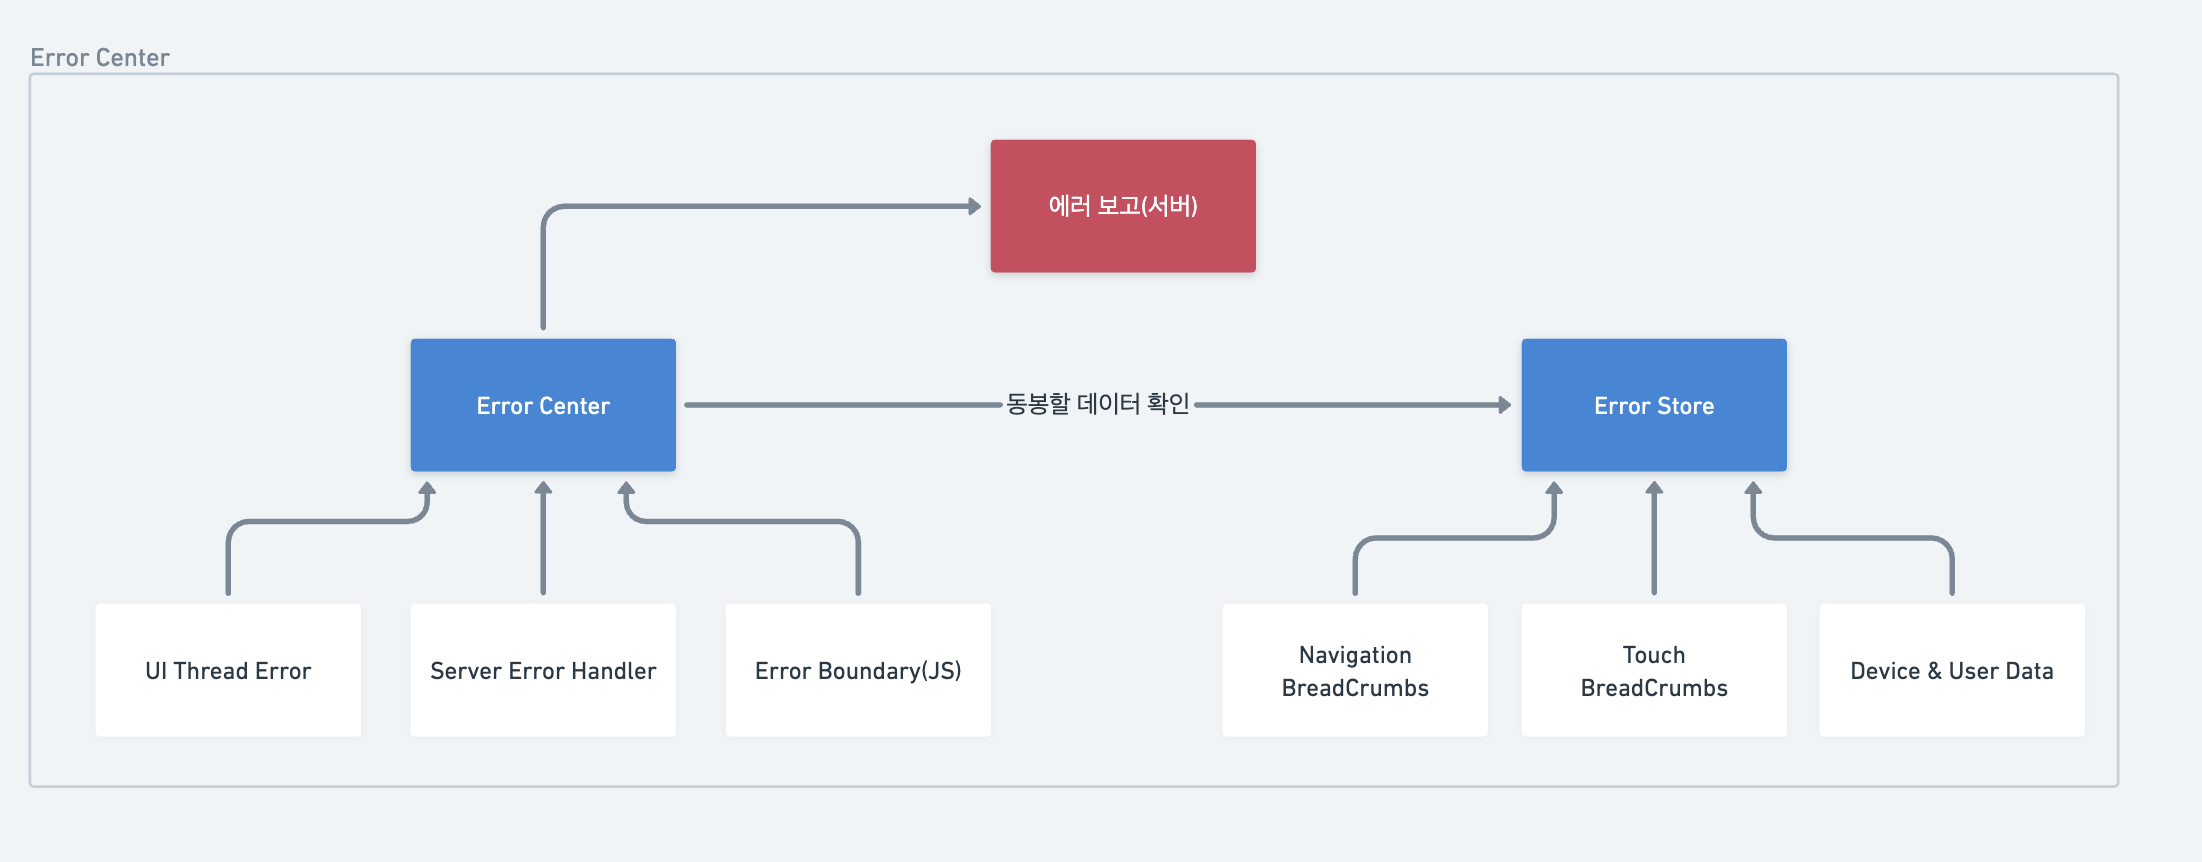 Error Center
에러 보고(서버)
Error Center
동봉할 데이터 확인
Error Store
UI Thread Error
Server Error Handler
Error Boundary(JS)
Navigation
BreadCrumbs
Touch
BreadCrumbs
Device & User Data